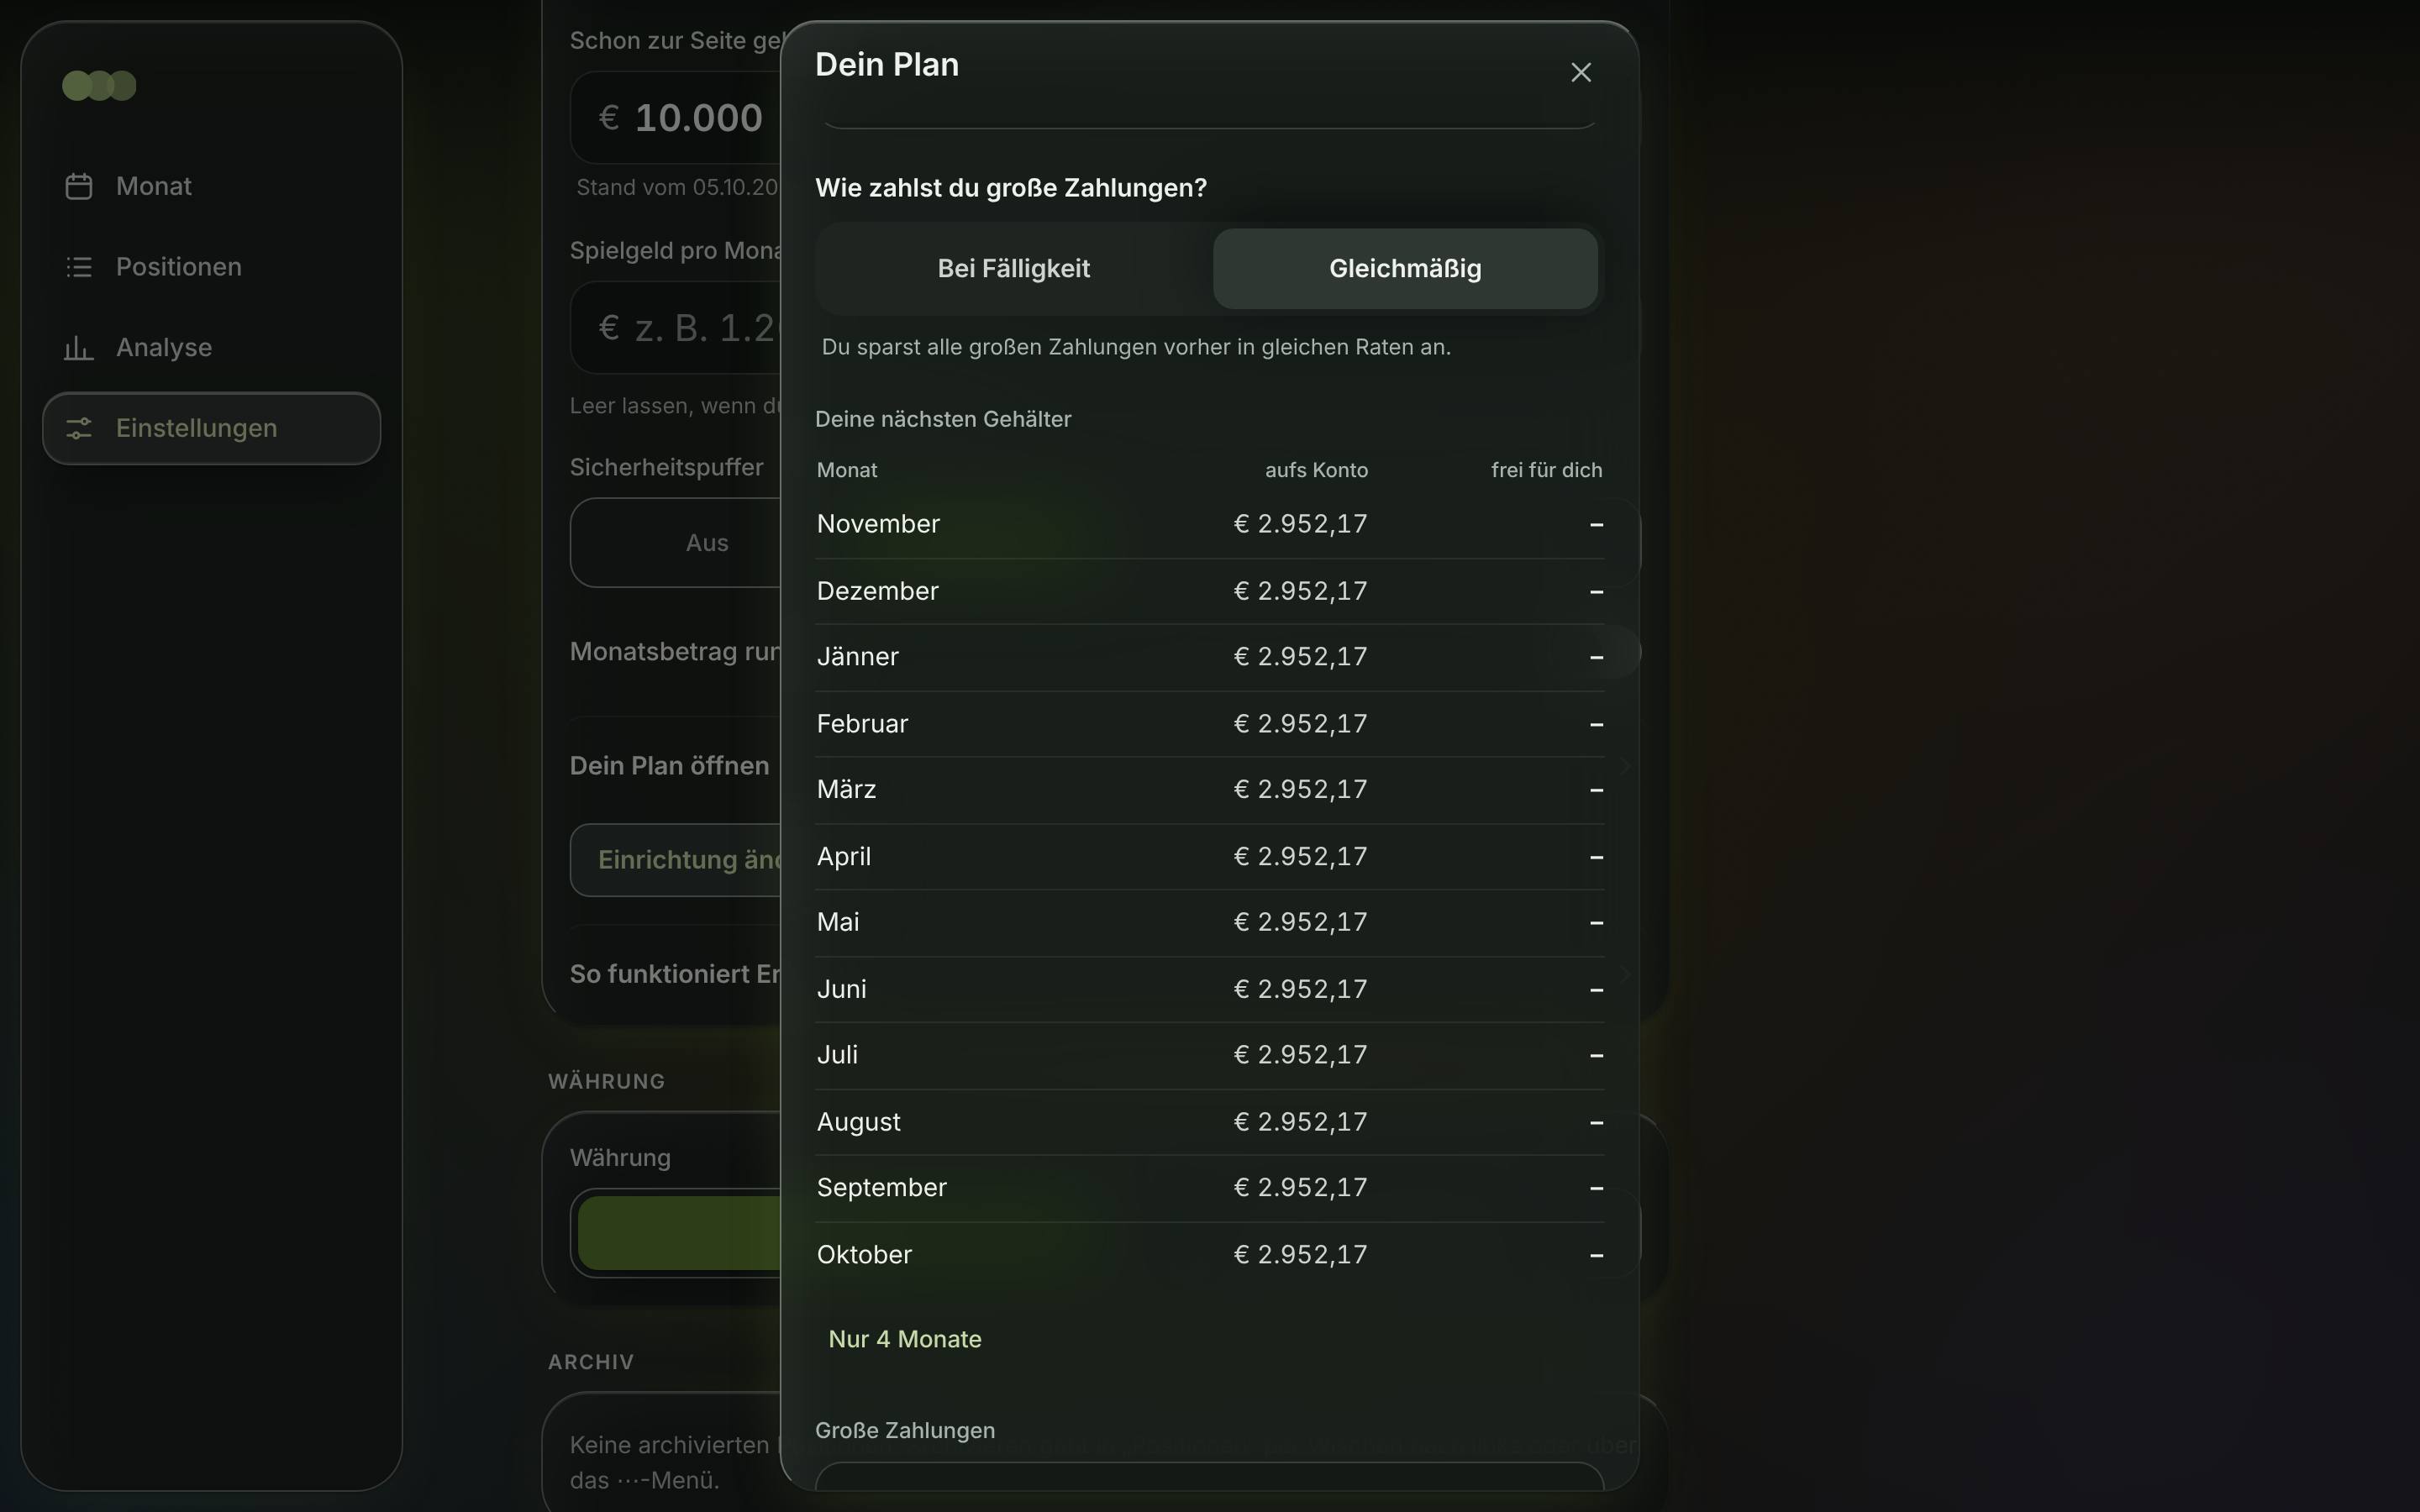 Monat
Positionen
Analyse
Einstellungen
Schon zur Seite
€ 10.000
Stand vom 05.10.20
Spielgeld pro
€ z. B.
Leer lassen, wenn
Sicherheitspuffer
Aus
Monatsbetrag
Dein Plan öffnen
Einrichtung
So funktioniert
WÄHRUNG
Währung
ARCHIV
Keine archivierten
das ···-Menü.
Dein Plan
Wie zahlst du große Zahlungen?
Bei Fälligkeit Gleichmäßig
Du sparst alle großen Zahlungen vorher in gleichen Raten an.
Deine nächsten Gehälter
Monat aufs Konto frei für dich
November € 2.952,17 –
Dezember € 2.952,17 –
Jänner € 2.952,17 –
Februar € 2.952,17 –
März € 2.952,17 –
April € 2.952,17 –
Mai € 2.952,17 –
Juni € 2.952,17 –
Juli € 2.952,17 –
August € 2.952,17 –
September € 2.952,17 –
Oktober € 2.952,17 –
Nur 4 Monate
Große Zahlungen